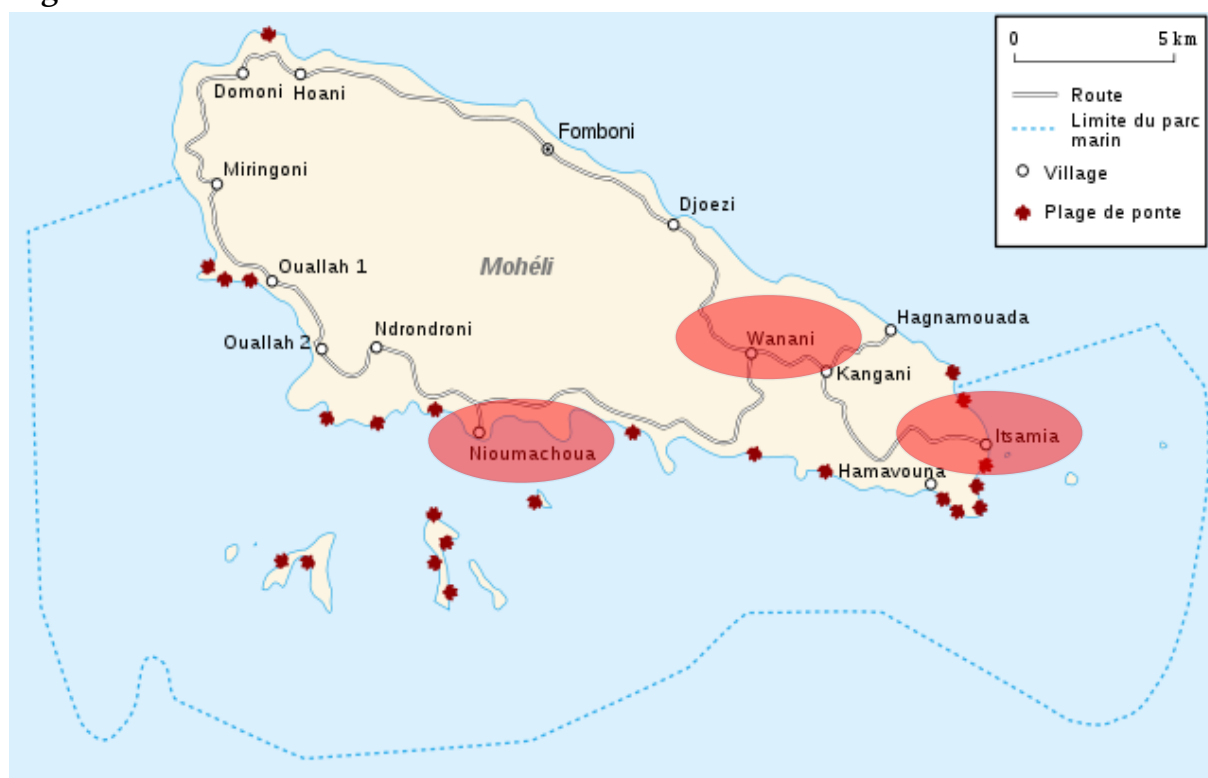 0 5 km
Route
Limite du parc
marin
Village
Plage de ponte
Domoni
Hoani
Fomboni
Miringoni
Djoezi
Mohéli
Ouallah 1
Ouallah 2
Ndrondroni
Wanani
Hagnamouada
Kangani
Nioumachoua
Itsamia
Hamavouna